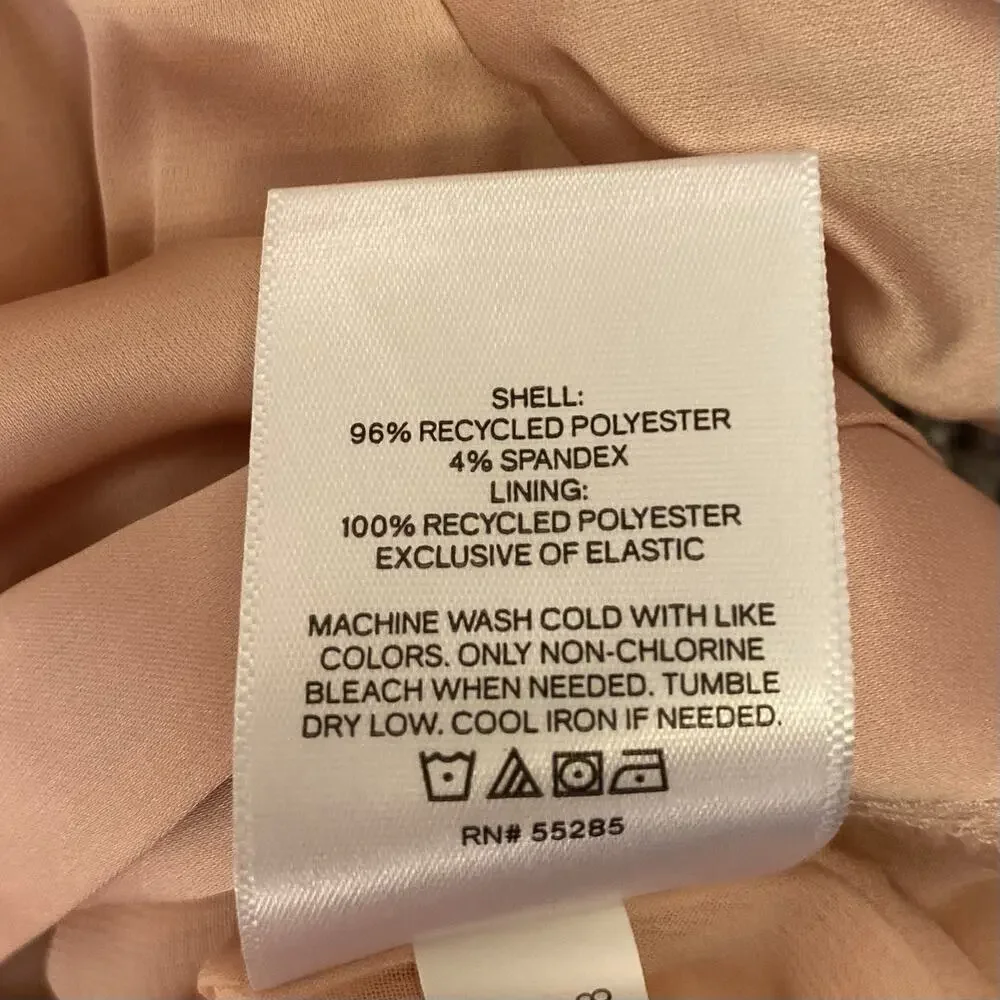 SHELL:
96% RECYCLED POLYESTER
4% SPANDEX
LINING:
100% RECYCLED POLYESTER
EXCLUSIVE OF ELASTIC
MACHINE WASH COLD WITH LIKE
COLORS. ONLY NON-CHLORINE
BLEACH WHEN NEEDED. TUMBLE
DRY LOW. COOL IRON IF NEEDED.
RN# 55285